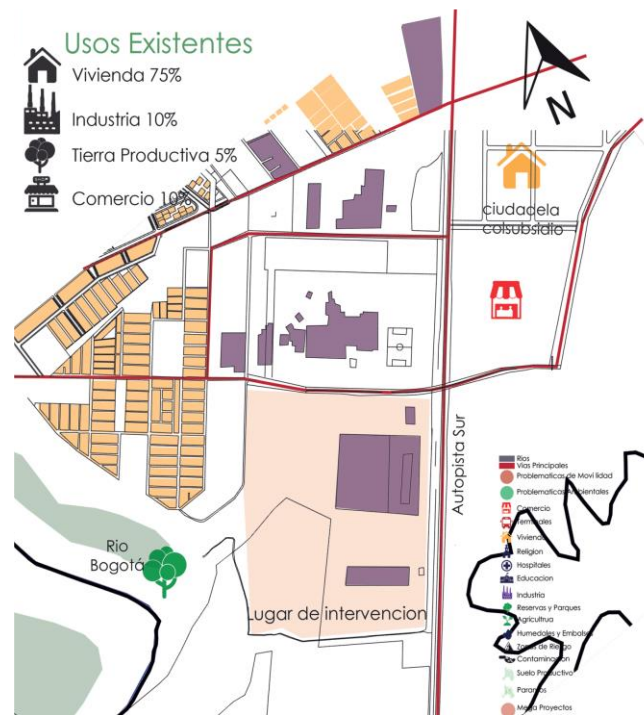 Usos Existentes
Vivienda 75%
Industria 10%
Tierra Productiva 5%
Comercio 10%
N
ciudadela
colsubsidio
Autopista Sur
Rio
Bogotá
Lugar de intervencion
Rios
Vias Principales
Problematicas de Movilidad
Problematicas Ambientales
Comercio
Terminales
Vivienda
Religion
Hospitales
Educacion
Industria
Reservas y Parques
Agricultrua
Humedales y Embalses
Zonas de Riesgo
Contaminacion
Suelo Productivo
Paramos
Mega Proyectos